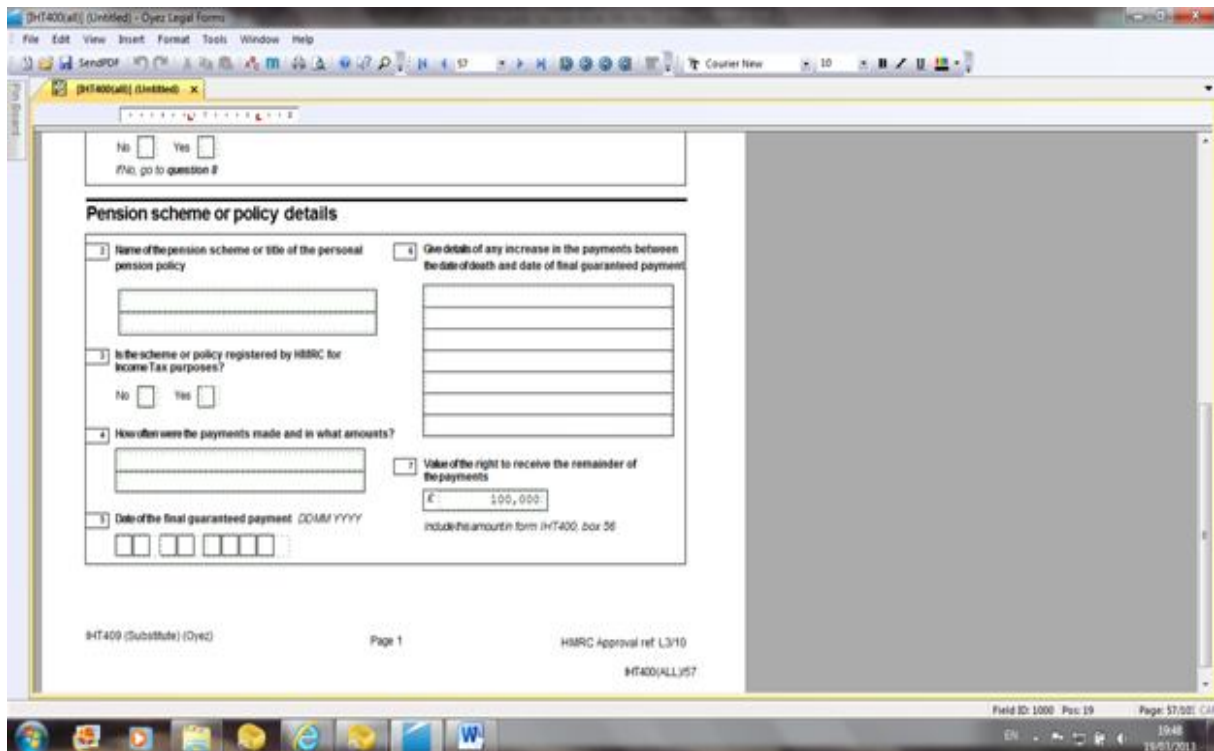 [IHT400(all)] (Untitled) - Oyez Legal Forms
File Edit View Insert Format Tools Window Help
SendPDF 57 Courier New 10 B I U
[IHT400(all)] (Untitled) x
Pin Board
No Yes
If No, go to question 8
Pension scheme or policy details
2 Name of the pension scheme or title of the personal
pension policy
3 Is the scheme or policy registered by HMRC for
Income Tax purposes?
No Yes
4 How often were the payments made and in what amounts?
5 Date of the final guaranteed payment DD MM YYYY
6 Give details of any increase in the payments between
the date of death and date of final guaranteed payment
7 Value of the right to receive the remainder of
the payments
£ 100,000
Include this amount in form IHT400, box 56
IHT409 (Substitute) (Oyez)
Page 1
HMRC Approval ref L3/10
IHT400(ALL)/57
Field ID: 1000 Pos: 19
EN
19:48
19/03/2013